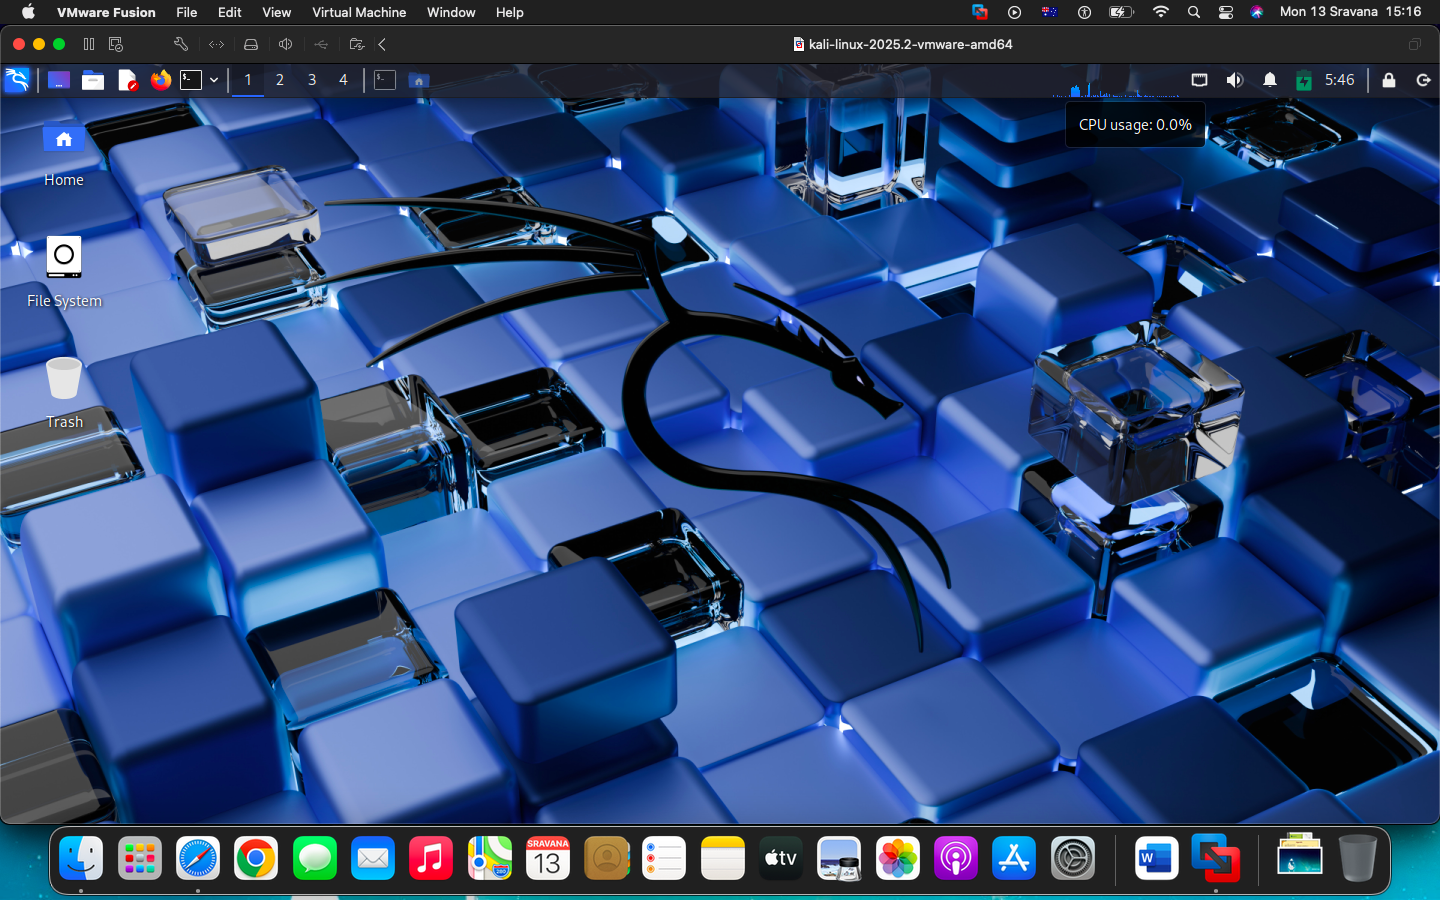 VMware Fusion File Edit View Virtual Machine Window Help Mon 13 Sravana 15:16
kali-linux-2025.2-vmware-amd64
1 2 3 4 5:46
CPU usage: 0.0%
Home
File System
Trash
SRAVANA
13
280
tv
W